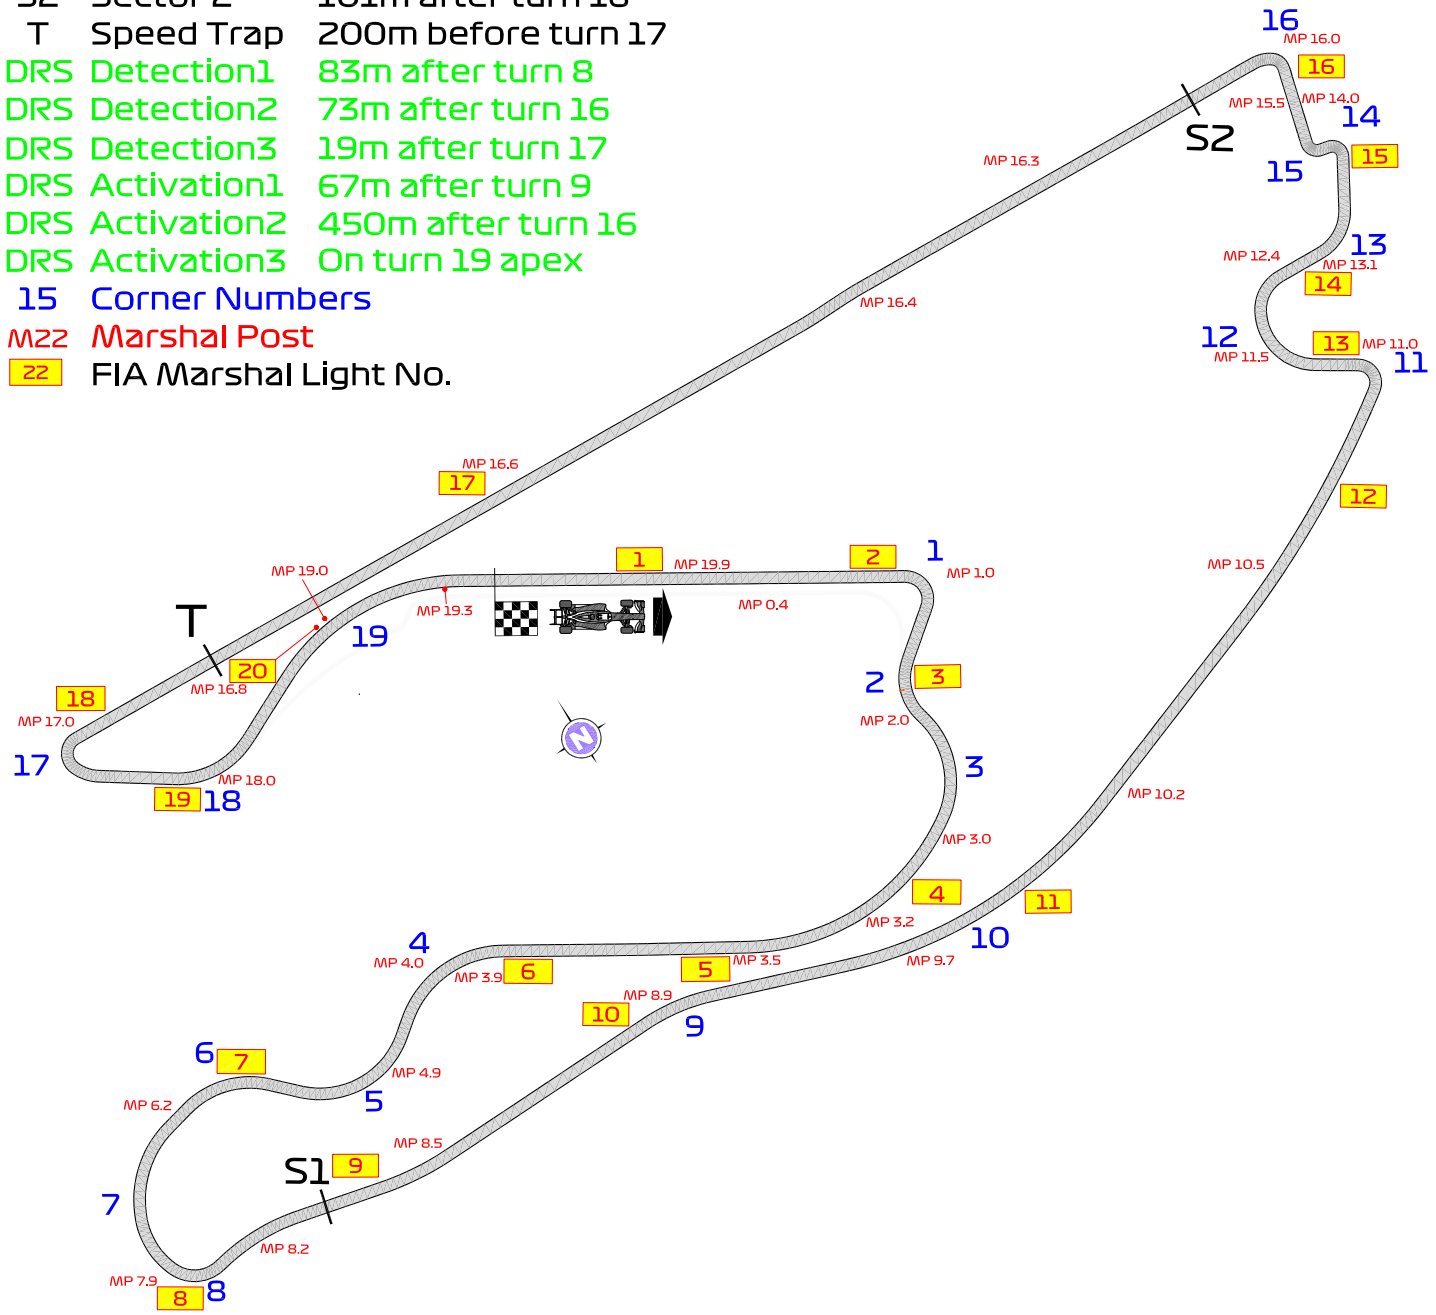 S2 Sector 2 181m after turn 16
T Speed Trap 200m before turn 17
DRS Detection1 83m after turn 8
DRS Detection2 73m after turn 16
DRS Detection3 19m after turn 17
DRS Activation1 67m after turn 9
DRS Activation2 450m after turn 16
DRS Activation3 On turn 19 apex
15 Corner Numbers
M22 Marshal Post
22 FIA Marshal Light No.
16
MP 16.0
16
MP 15.5
MP 14.0
14
S2
15
15
MP 16.3
13
MP 12.4
MP 13.1
14
MP 16.4
12
13
MP 11.0
MP 11.5
11
MP 16.6
17
12
1
2
1
MP 19.9
MP 10.5
MP 19.0
MP 1.0
MP 19.3
MP 0.4
T
19
20
3
2
MP 16.8
18
MP 17.0
MP 2.0
N
17
3
MP 18.0
19
18
MP 10.2
MP 3.0
4
11
MP 3.2
10
4
MP 3.5
MP 9.7
MP 4.0
MP 3.9
6
5
MP 8.9
10
9
6
7
MP 4.9
5
MP 6.2
MP 8.5
S1
9
7
MP 8.2
MP 7.9
8
8